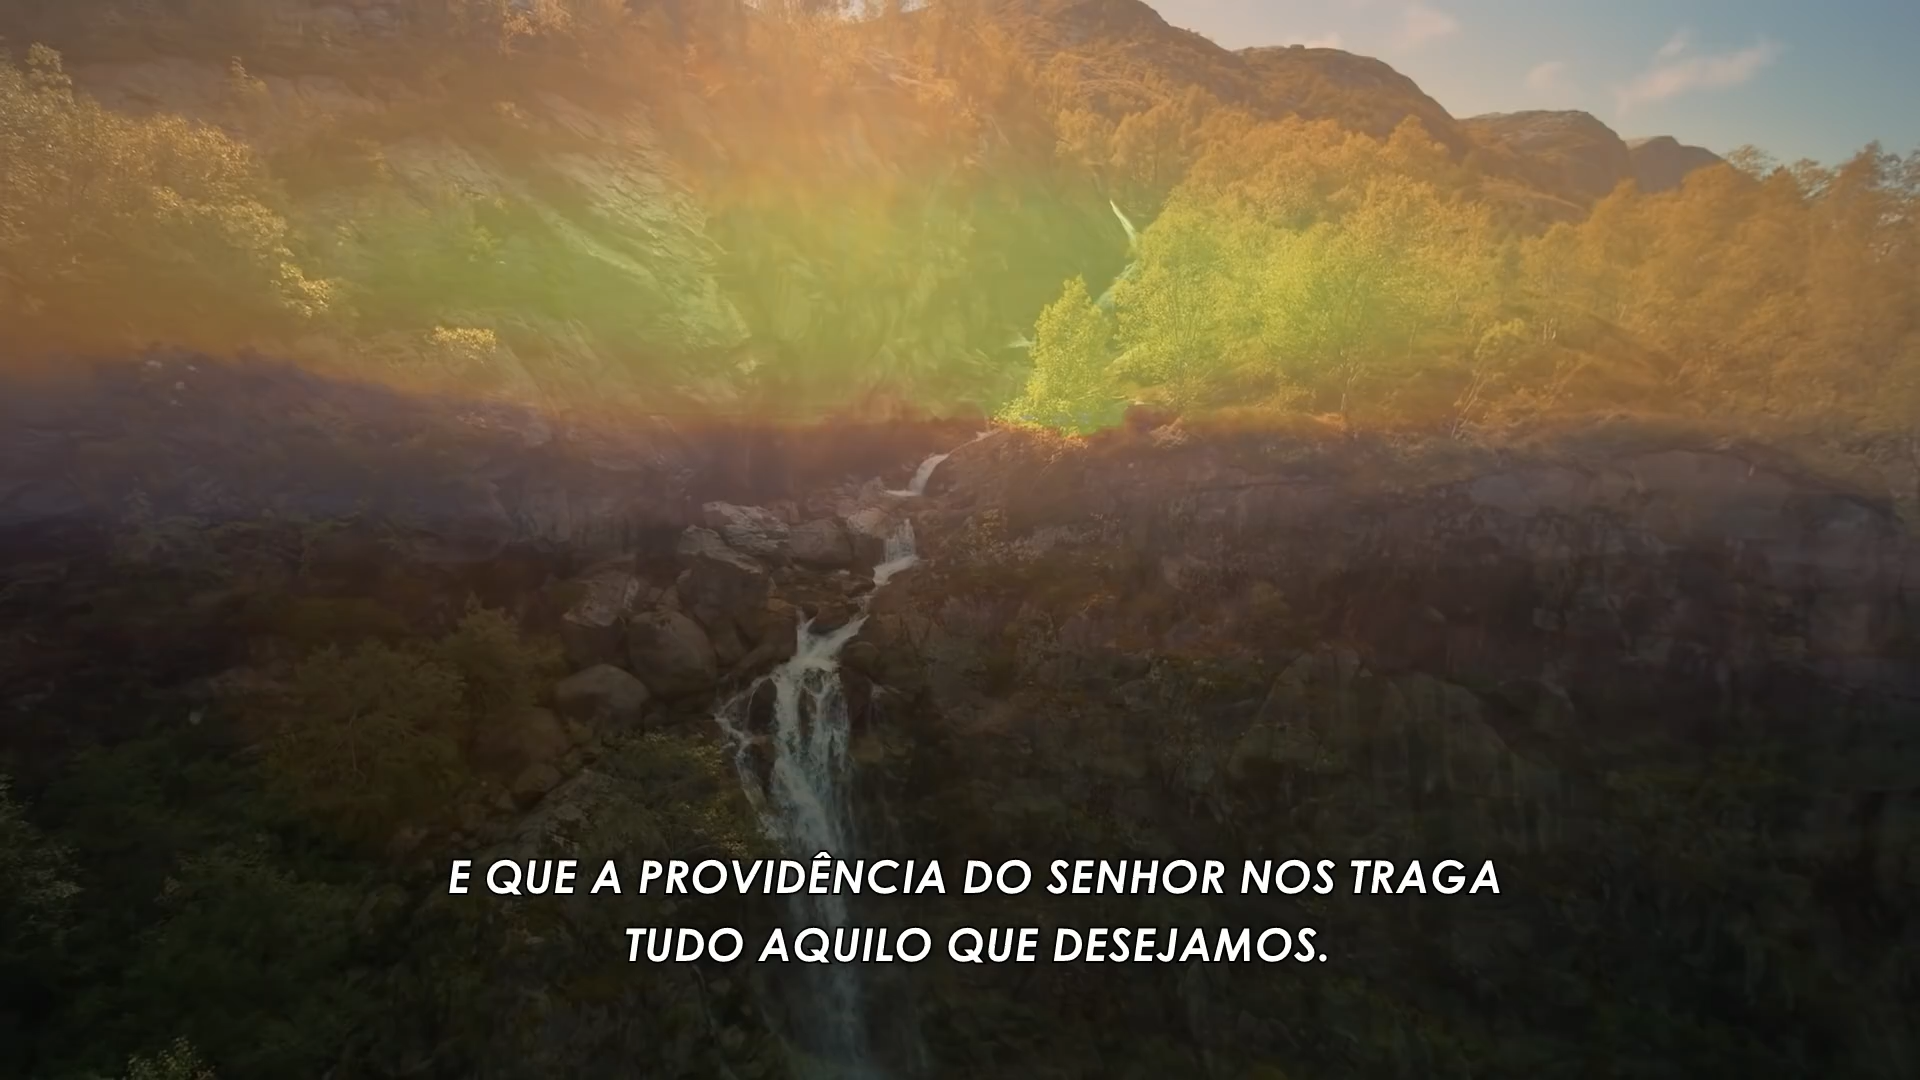 E QUE A PROVIDÊNCIA DO SENHOR NOS TRAGA
TUDO AQUILO QUE DESEJAMOS.